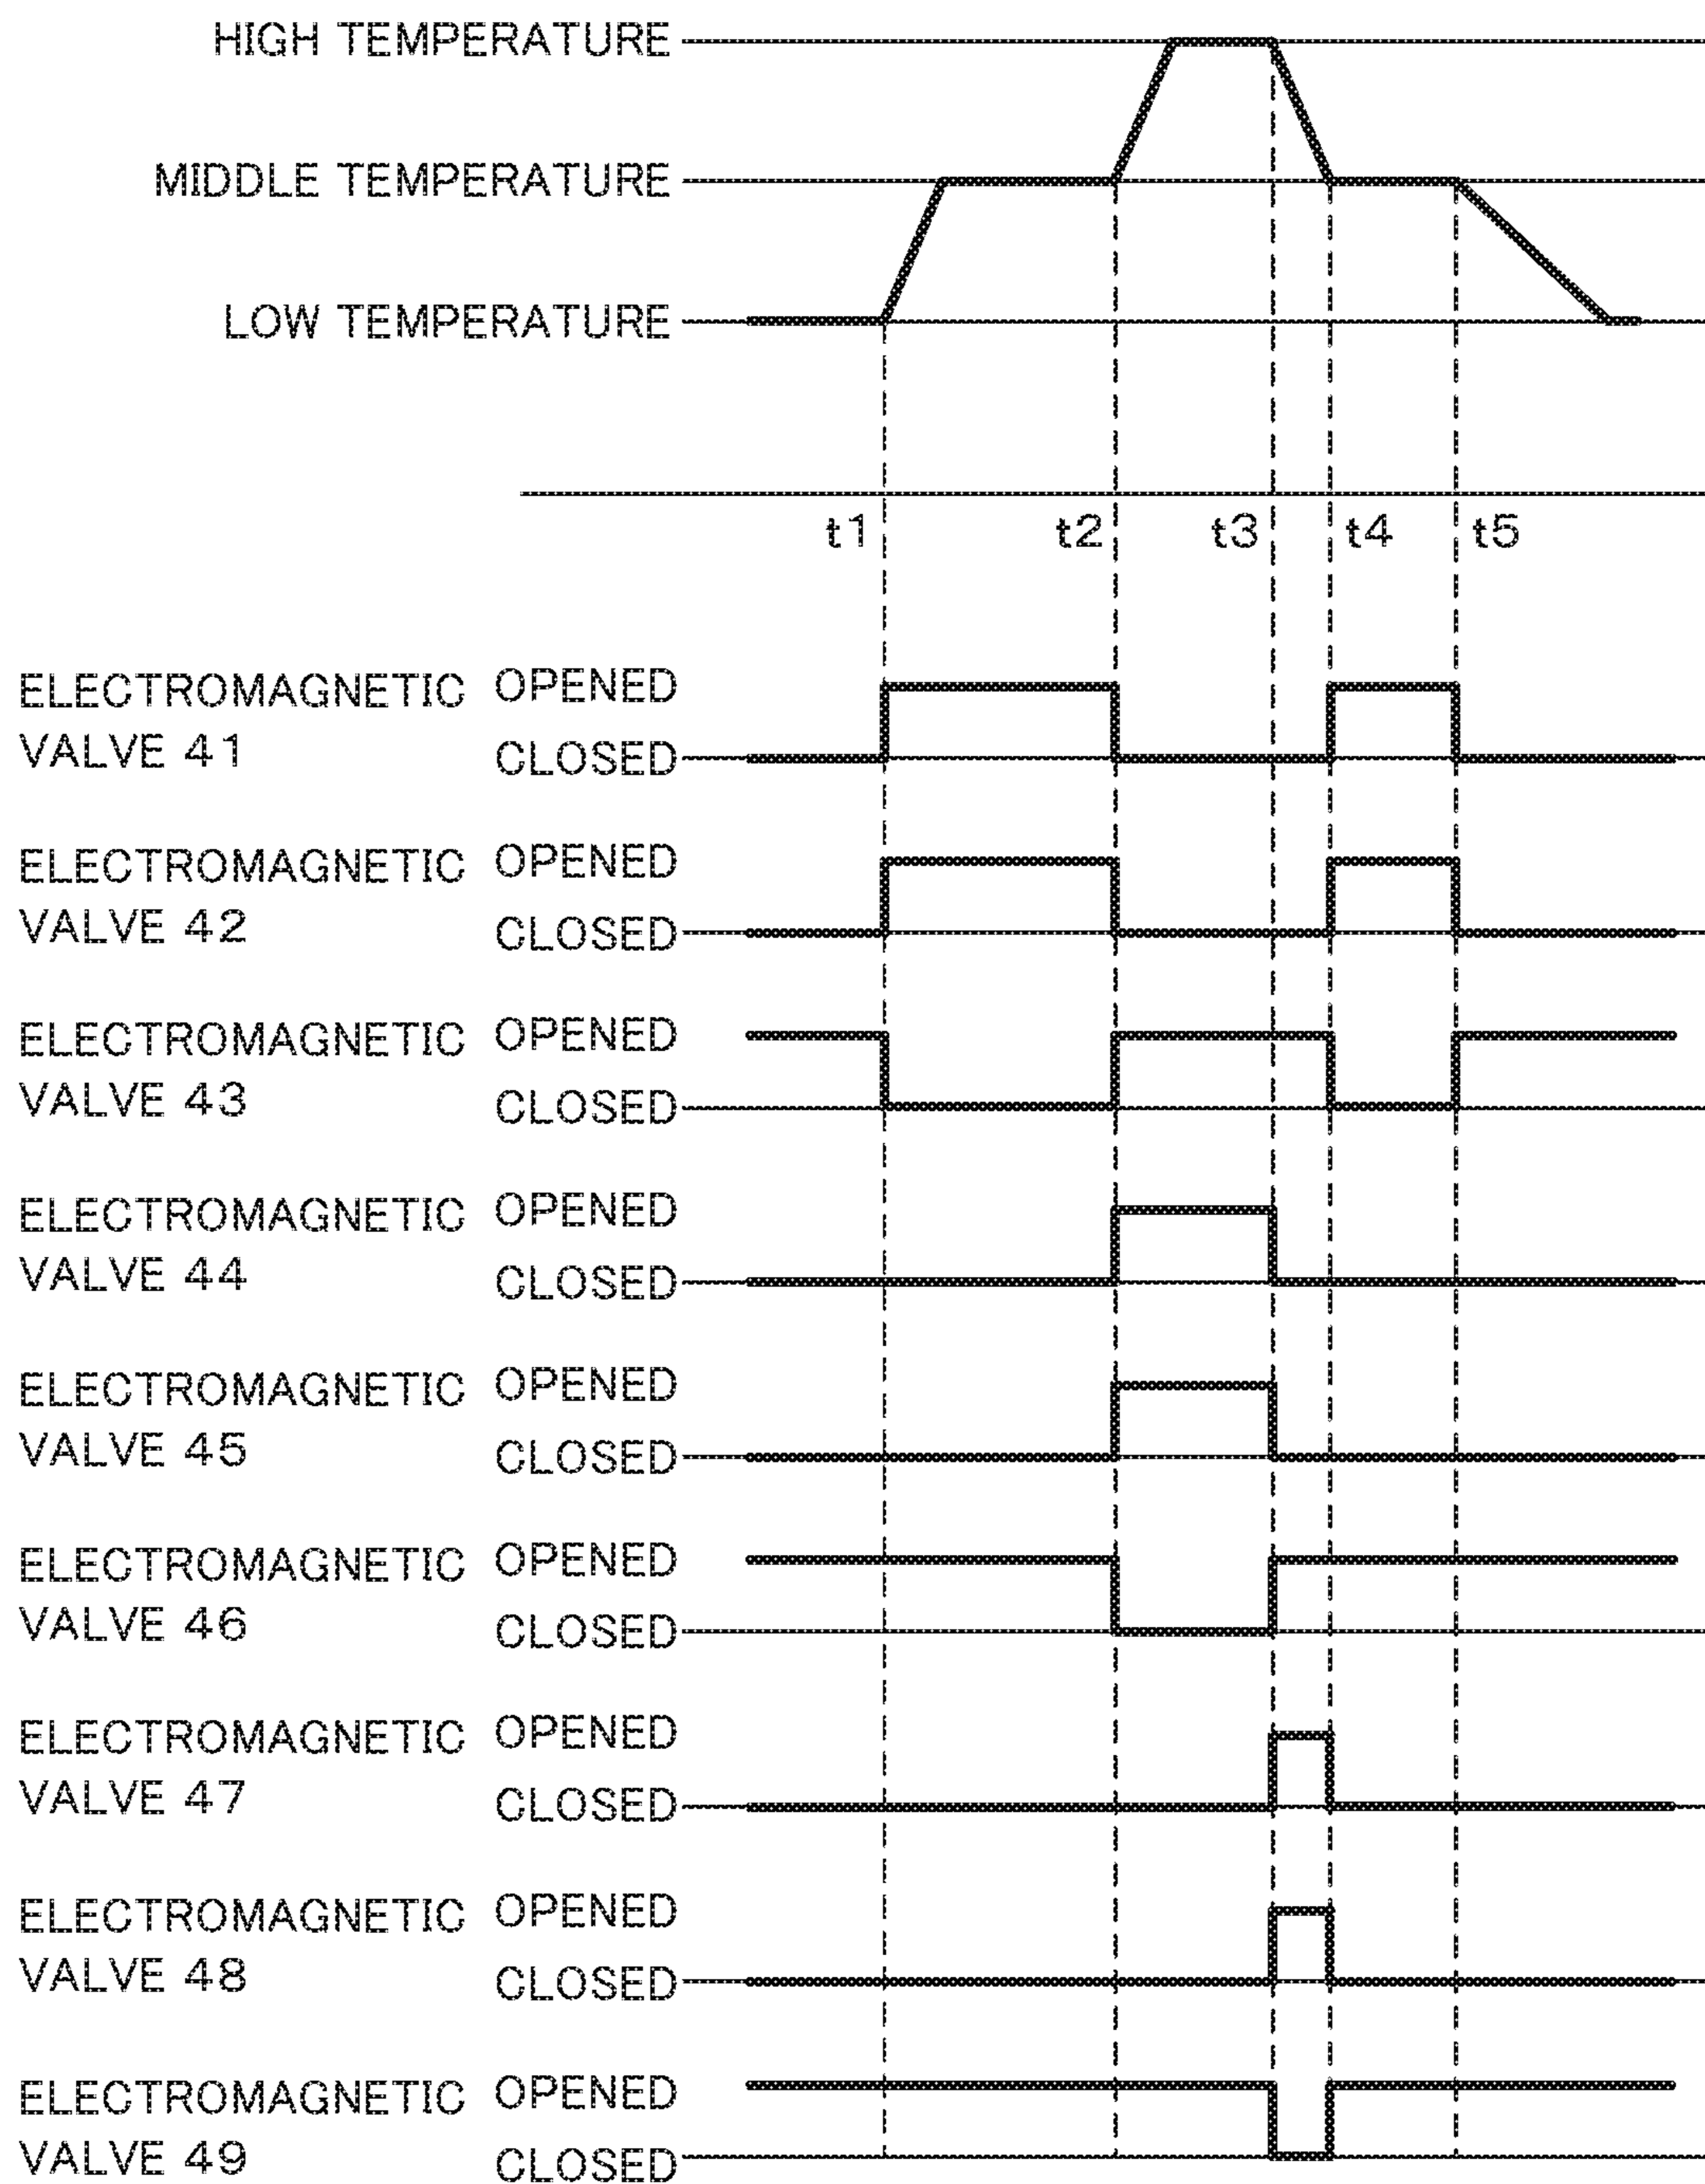 HIGH TEMPERATURE
MIDDLE TEMPERATURE
LOW TEMPERATURE
t1 t2 t3 t4 t5
ELECTROMAGNETIC OPENED
VALVE 41 CLOSED
ELECTROMAGNETIC OPENED
VALVE 42 CLOSED
ELECTROMAGNETIC OPENED
VALVE 43 CLOSED
ELECTROMAGNETIC OPENED
VALVE 44 CLOSED
ELECTROMAGNETIC OPENED
VALVE 45 CLOSED
ELECTROMAGNETIC OPENED
VALVE 46 CLOSED
ELECTROMAGNETIC OPENED
VALVE 47 CLOSED
ELECTROMAGNETIC OPENED
VALVE 48 CLOSED
ELECTROMAGNETIC OPENED
VALVE 49 CLOSED